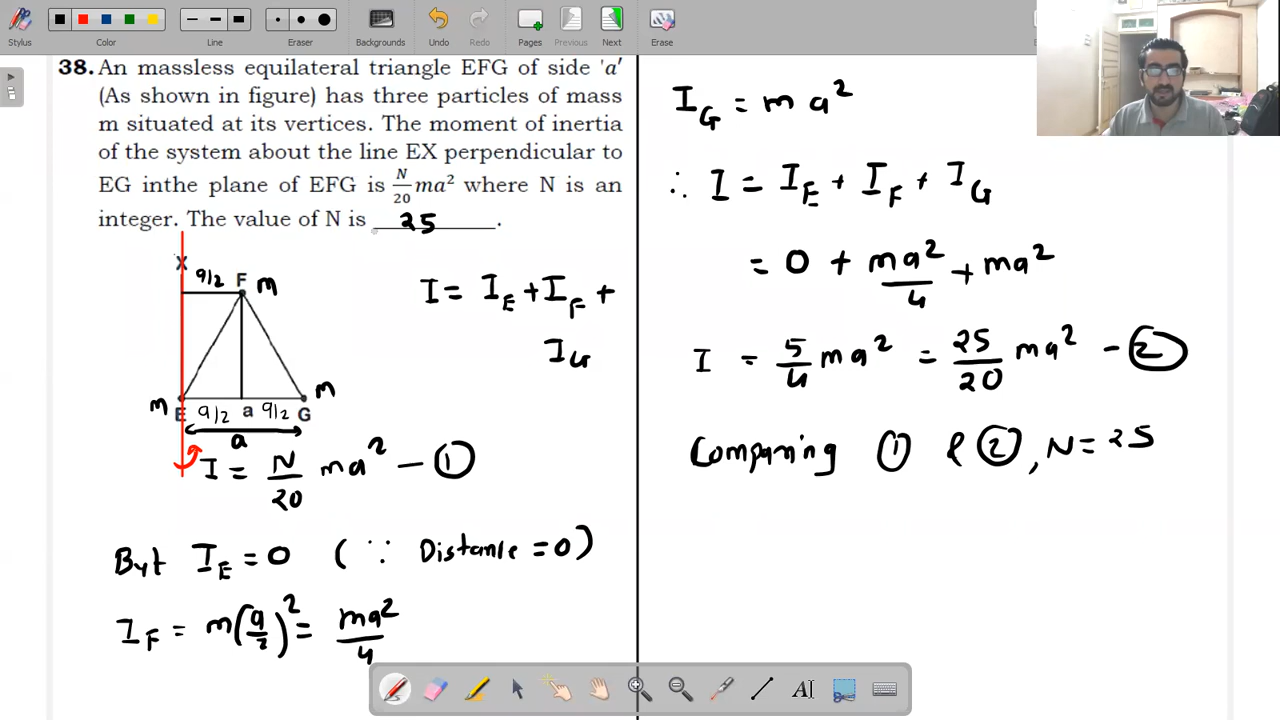 Stylus
Color
Line
Eraser
Backgrounds
Undo
Redo
Pages
Previous
Next
Erase
38. An massless equilateral triangle EFG of side 'a'
(As shown in figure) has three particles of mass
m situated at its vertices. The moment of inertia
of the system about the line EX perpendicular to
EG inthe plane of EFG is N/20 ma² where N is an
integer. The value of N is 25.
X
a/2
F m
m
E a/2 a a/2 G
m
a
I = I_E + I_F +
I_G
I = N/20 ma² – ①
But I_E = 0 (∵ Distance = 0)
I_F = m(a/2)² = ma²/4
I_G = ma²
∴ I = I_E + I_F + I_G
= 0 + ma²/4 + ma²
I = 5/4 ma² = 25/20 ma² – ②
Comparing ① & ②, N = 25